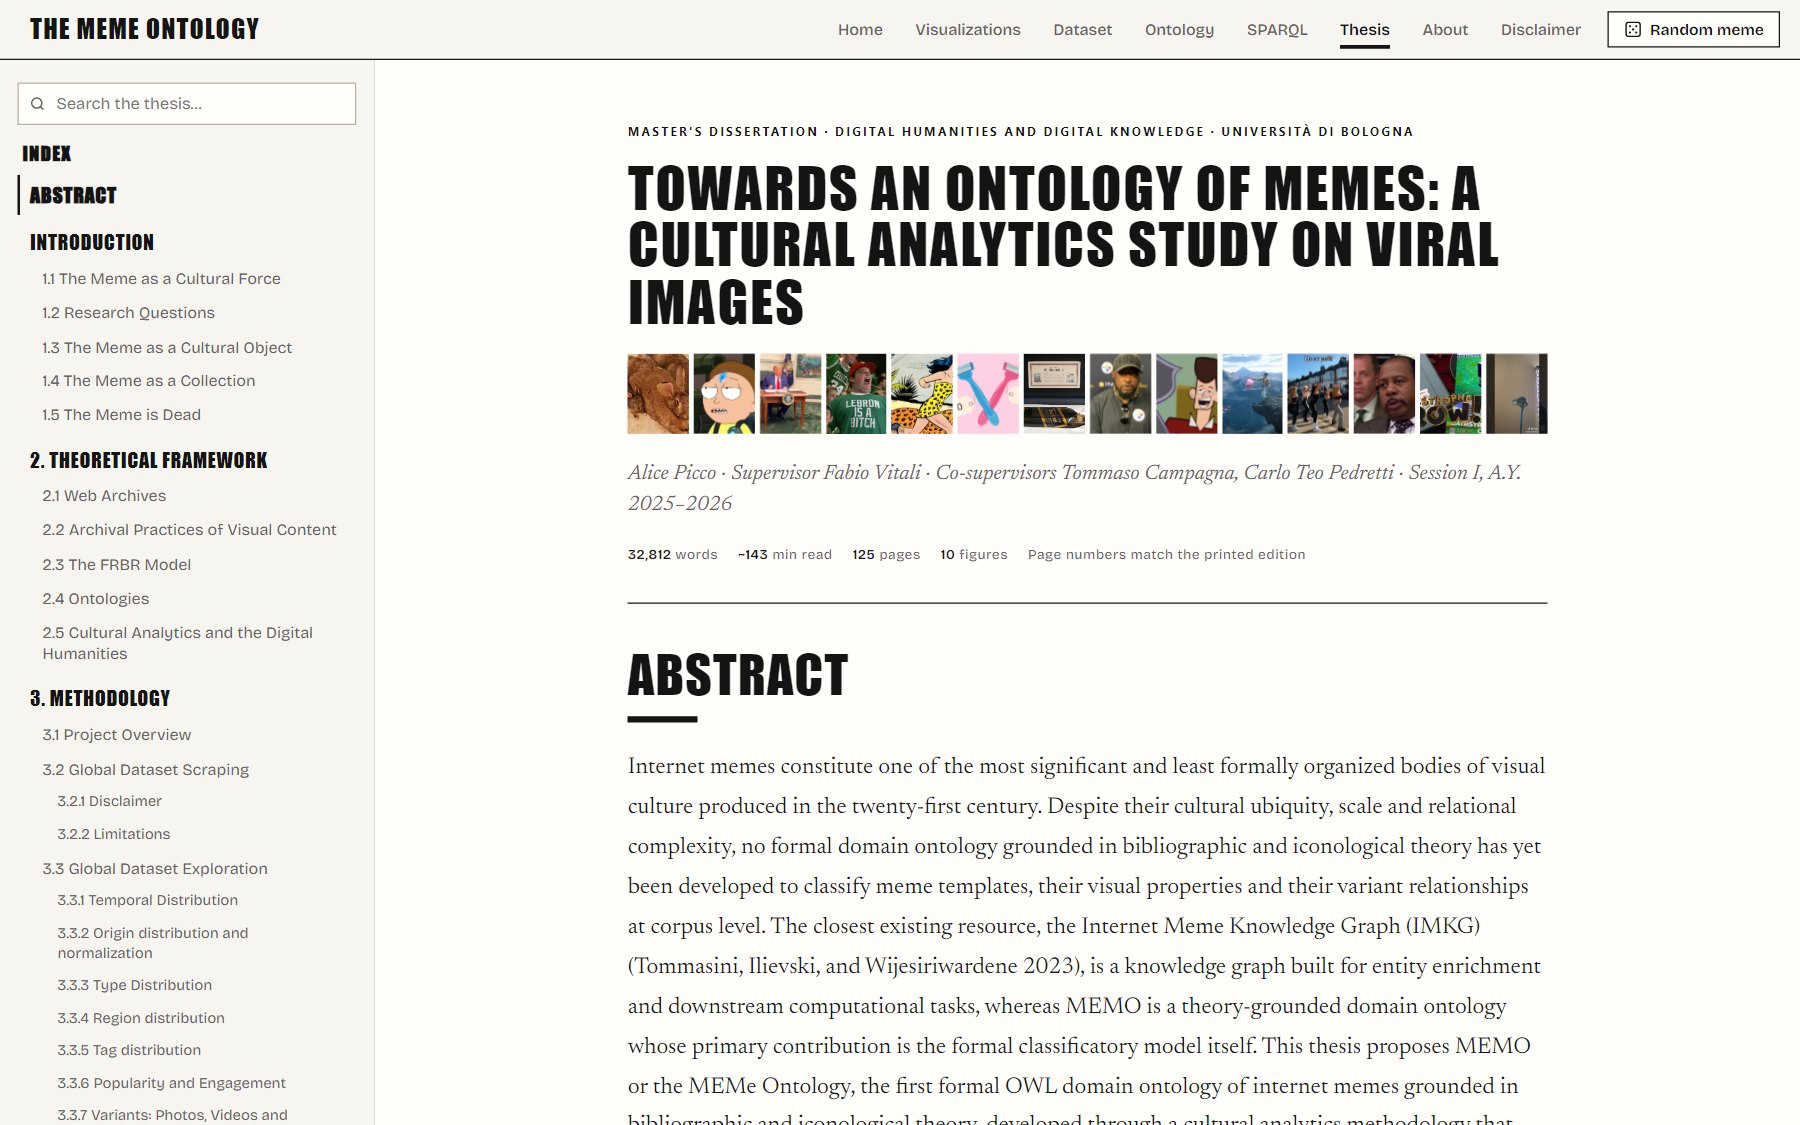 THE MEME ONTOLOGY
Home
Visualizations
Dataset
Ontology
SPARQL
Thesis
About
Disclaimer
Random meme
Search the thesis...
INDEX
ABSTRACT
INTRODUCTION
1.1 The Meme as a Cultural Force
1.2 Research Questions
1.3 The Meme as a Cultural Object
1.4 The Meme as a Collection
1.5 The Meme is Dead
2. THEORETICAL FRAMEWORK
2.1 Web Archives
2.2 Archival Practices of Visual Content
2.3 The FRBR Model
2.4 Ontologies
2.5 Cultural Analytics and the Digital
Humanities
3. METHODOLOGY
3.1 Project Overview
3.2 Global Dataset Scraping
3.2.1 Disclaimer
3.2.2 Limitations
3.3 Global Dataset Exploration
3.3.1 Temporal Distribution
3.3.2 Origin distribution and
normalization
3.3.3 Type Distribution
3.3.4 Region distribution
3.3.5 Tag distribution
3.3.6 Popularity and Engagement
3.3.7 Variants: Photos, Videos and
MASTER'S DISSERTATION · DIGITAL HUMANITIES AND DIGITAL KNOWLEDGE · UNIVERSITÀ DI BOLOGNA
TOWARDS AN ONTOLOGY OF MEMES: A
CULTURAL ANALYTICS STUDY ON VIRAL
IMAGES
LEBRON
IS A
BITCH
Alice Picco · Supervisor Fabio Vitali · Co-supervisors Tommaso Campagna, Carlo Teo Pedretti · Session I, A.Y.
2025–2026
32,812 words
~143 min read
125 pages
10 figures
Page numbers match the printed edition
ABSTRACT
Internet memes constitute one of the most significant and least formally organized bodies of visual
culture produced in the twenty-first century. Despite their cultural ubiquity, scale and relational
complexity, no formal domain ontology grounded in bibliographic and iconological theory has yet
been developed to classify meme templates, their visual properties and their variant relationships
at corpus level. The closest existing resource, the Internet Meme Knowledge Graph (IMKG)
(Tommasini, Ilievski, and Wijesiriwardene 2023), is a knowledge graph built for entity enrichment
and downstream computational tasks, whereas MEMO is a theory-grounded domain ontology
whose primary contribution is the formal classificatory model itself. This thesis proposes MEMO
or the MEMe Ontology, the first formal OWL domain ontology of internet memes grounded in
bibliographic and iconological theory, developed through a cultural analytics methodology that